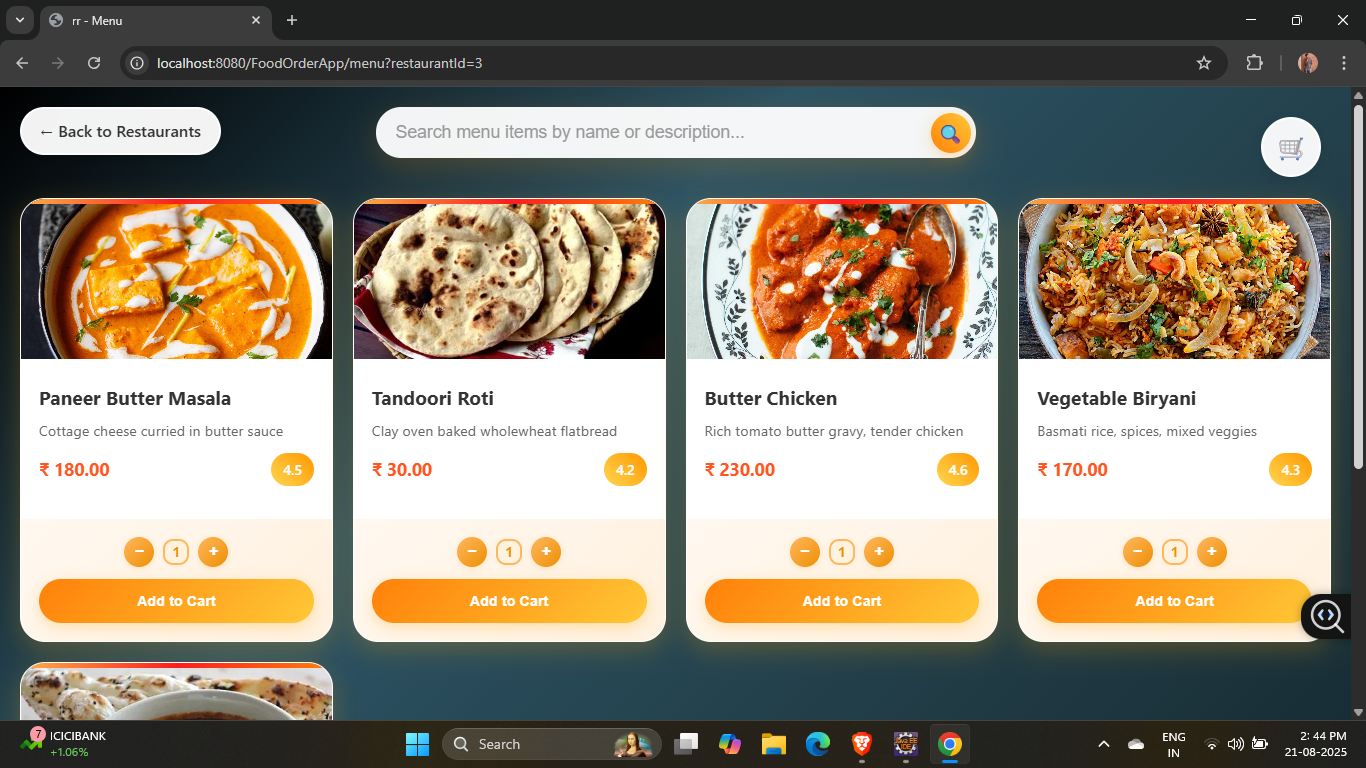 rr - Menu
localhost:8080/FoodOrderApp/menu?restaurantId=3
← Back to Restaurants
Search menu items by name or description...
Paneer Butter Masala
Cottage cheese curried in butter sauce
₹ 180.00
4.5
− 1 +
Add to Cart
Tandoori Roti
Clay oven baked wholewheat flatbread
₹ 30.00
4.2
− 1 +
Add to Cart
Butter Chicken
Rich tomato butter gravy, tender chicken
₹ 230.00
4.6
− 1 +
Add to Cart
Vegetable Biryani
Basmati rice, spices, mixed veggies
₹ 170.00
4.3
− 1 +
Add to Cart
7
ICICIBANK
+1.06%
Search
Java EE
IDE
ENG
IN
2:44 PM
21-08-2025